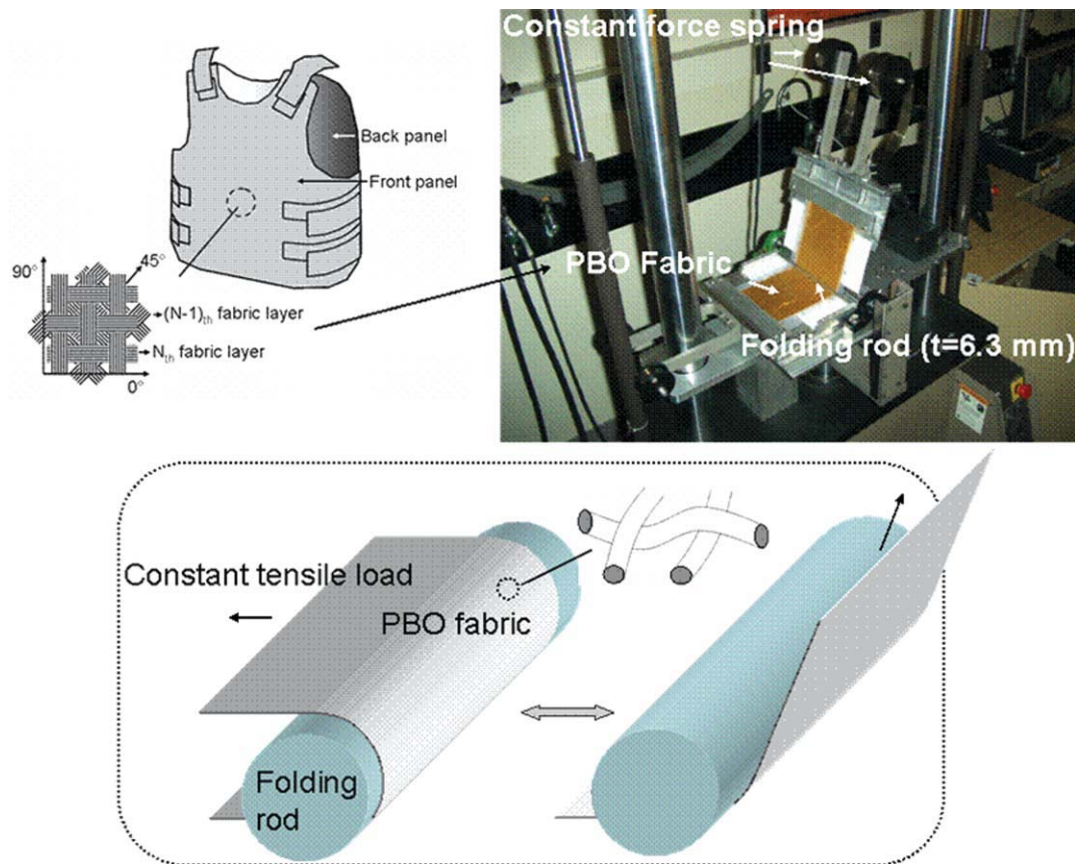 Back panel
Front panel
90°
45°
(N-1)th fabric layer
Nth fabric layer
0°
Constant force spring
PBO Fabric
Folding rod (t=6.3 mm)
Constant tensile load
PBO fabric
Folding
rod